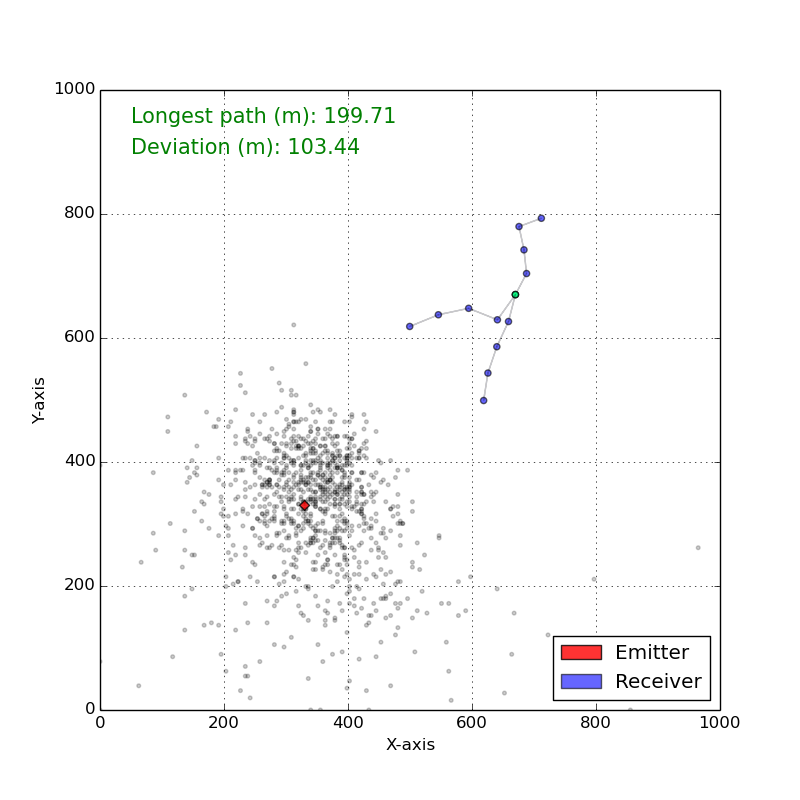 Longest path (m): 199.71
Deviation (m): 103.44
1000
800
600
400
200
0
Y-axis
0 200 400 600 800 1000
X-axis
Emitter
Receiver